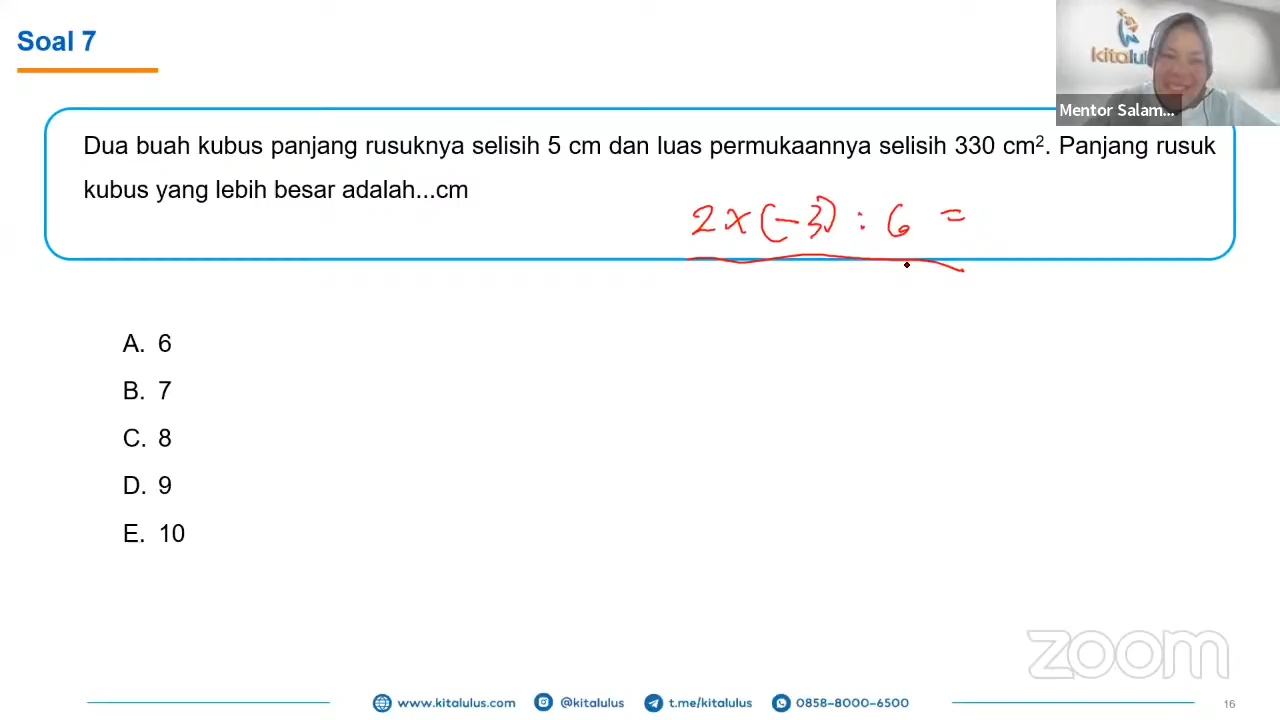 Soal 7
kitalulu
Mentor Salam...
Dua buah kubus panjang rusuknya selisih 5 cm dan luas permukaannya selisih 330 cm². Panjang rusuk
kubus yang lebih besar adalah...cm
2 x (-3) : 6 =
A. 6
B. 7
C. 8
D. 9
E. 10
zoom
www.kitalulus.com @kitalulus t.me/kitalulus 0858-8000-6500
16